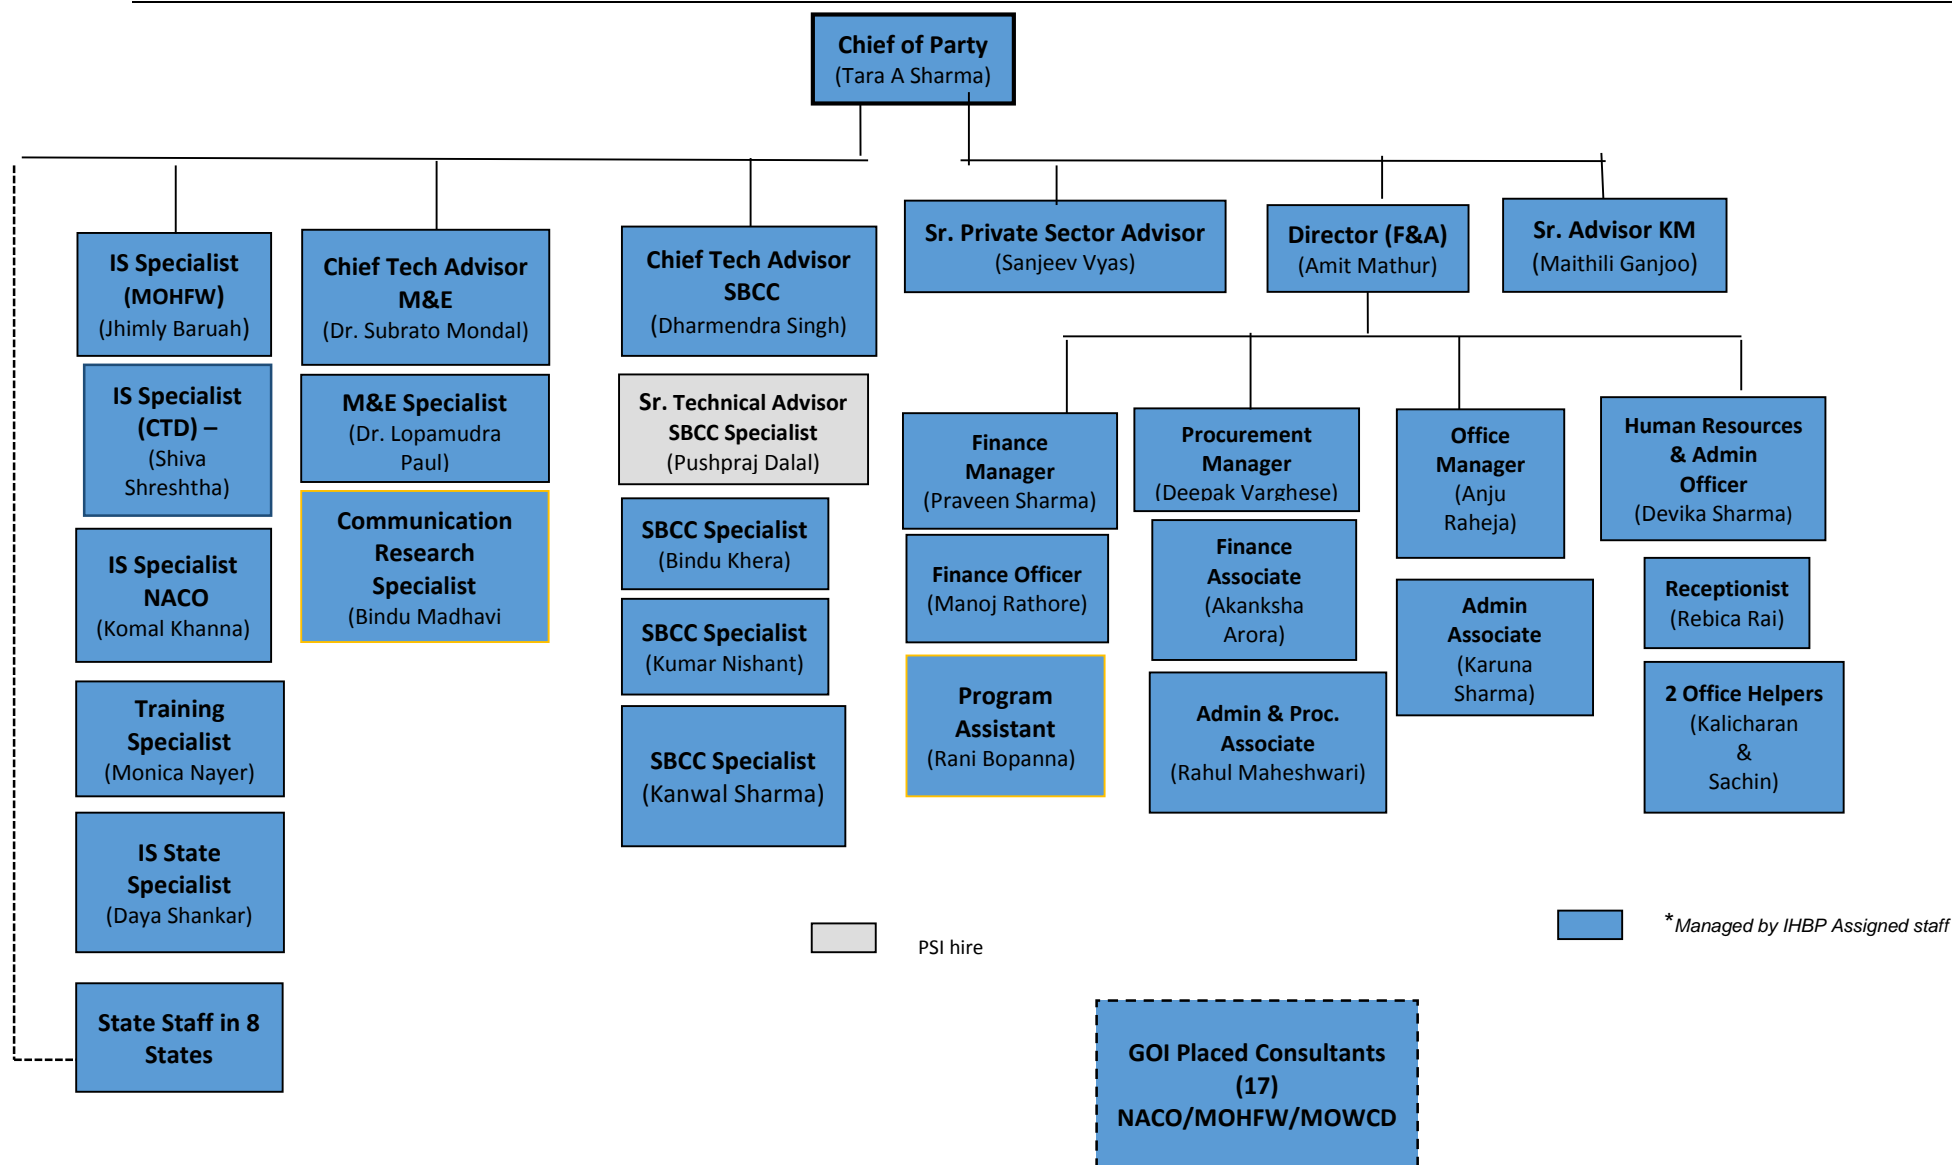 Chief of Party
(Tara A Sharma)
IS Specialist
(MOHFW)
(Jhimly Baruah)
IS Specialist
(CTD) –
(Shiva
Shreshtha)
IS Specialist
NACO
(Komal Khanna)
Training
Specialist
(Monica Nayer)
IS State
Specialist
(Daya Shankar)
State Staff in 8
States
Chief Tech Advisor
M&E
(Dr. Subrato Mondal)
M&E Specialist
(Dr. Lopamudra
Paul)
Communication
Research
Specialist
(Bindu Madhavi
Chief Tech Advisor
SBCC
(Dharmendra Singh)
Sr. Technical Advisor
SBCC Specialist
(Pushpraj Dalal)
SBCC Specialist
(Bindu Khera)
SBCC Specialist
(Kumar Nishant)
SBCC Specialist
(Kanwal Sharma)
Sr. Private Sector Advisor
(Sanjeev Vyas)
Director (F&A)
(Amit Mathur)
Sr. Advisor KM
(Maithili Ganjoo)
Finance
Manager
(Praveen Sharma)
Finance Officer
(Manoj Rathore)
Program
Assistant
(Rani Bopanna)
Procurement
Manager
(Deepak Varghese)
Finance
Associate
(Akanksha
Arora)
Admin & Proc.
Associate
(Rahul Maheshwari)
Office
Manager
(Anju
Raheja)
Admin
Associate
(Karuna
Sharma)
Human Resources
& Admin
Officer
(Devika Sharma)
Receptionist
(Rebica Rai)
2 Office Helpers
(Kalicharan
&
Sachin)
PSI hire
*Managed by IHBP Assigned staff
GOI Placed Consultants
(17)
NACO/MOHFW/MOWCD